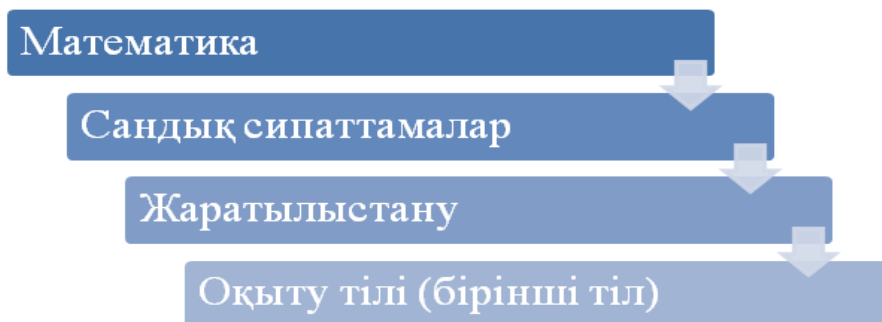 Математика
Сандық сипаттамалар
Жаратылыстану
Оқыту тілі (бірінші тіл)